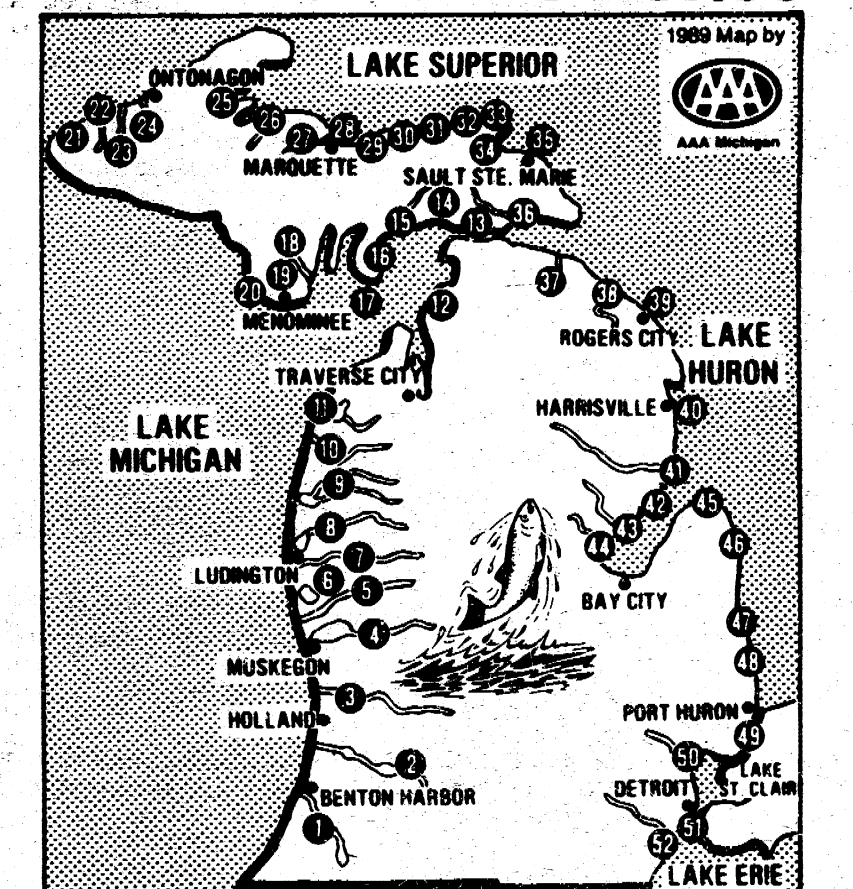 1989 Map by
AAA
AAA Michigan
LAKE SUPERIOR
ONTONAGON
22
25
21
24
23
26
27
28
29
30
31
32
33
34
35
MARQUETTE
SAULT STE. MARIE
14
15
13
36
18
16
19
20
17
12
37
38
39
MENOMINEE
ROGERS CITY
LAKE
HURON
TRAVERSE CITY
11
HARRISVILLE
40
LAKE
MICHIGAN
10
9
41
42
45
8
43
44
46
7
LUDINGTON
6
5
BAY CITY
4
47
48
MUSKEGON
3
HOLLAND
PORT HURON
49
2
50
LAKE
ST. CLAIR
BENTON HARBOR
DETROIT
1
51
52
LAKE ERIE